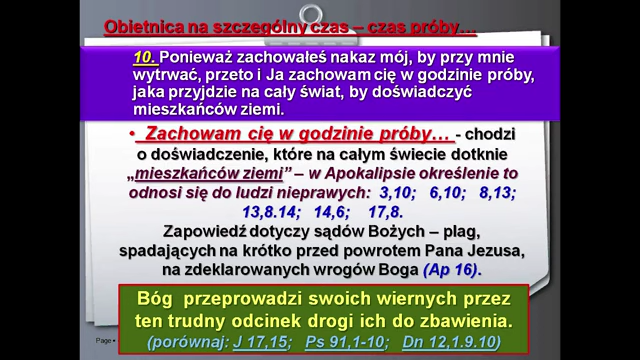 Obietnica na szczególny czas – czas próby…
10. Ponieważ zachowałeś nakaz mój, by przy mnie
wytrwać, przeto i Ja zachowam cię w godzinie próby,
jaka przyjdzie na cały świat, by doświadczyć
mieszkańców ziemi.
• Zachowam cię w godzinie próby… - chodzi
o doświadczenie, które na całym świecie dotknie
„mieszkańców ziemi” – w Apokalipsie określenie to
odnosi się do ludzi nieprawych: 3,10; 6,10; 8,13;
13,8.14; 14,6; 17,8.
Zapowiedź dotyczy sądów Bożych – plag,
spadających na krótko przed powrotem Pana Jezusa,
na zdeklarowanych wrogów Boga (Ap 16).
Bóg przeprowadzi swoich wiernych przez
ten trudny odcinek drogi ich do zbawienia.
(porównaj: J 17,15; Ps 91,1-10; Dn 12,1.9.10)
Page •